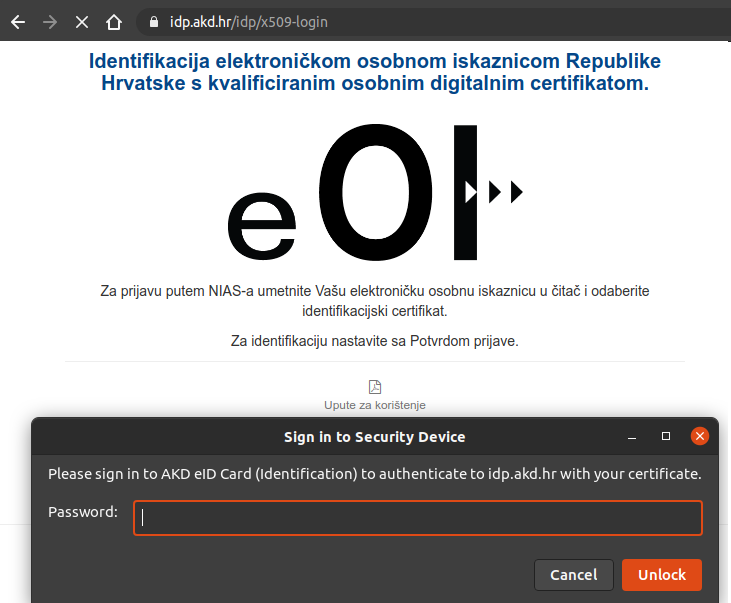 idp.akd.hr/idp/x509-login
Identifikacija elektroničkom osobnom iskaznicom Republike
Hrvatske s kvalificiranim osobnim digitalnim certifikatom.
eOI
Za prijavu putem NIAS-a umetnite Vašu elektroničku osobnu iskaznicu u čitač i odaberite
identifikacijski certifikat.
Za identifikaciju nastavite sa Potvrdom prijave.
Upute za korištenje
Sign in to Security Device
Please sign in to AKD eID Card (Identification) to authenticate to idp.akd.hr with your certificate.
Password:
Cancel
Unlock